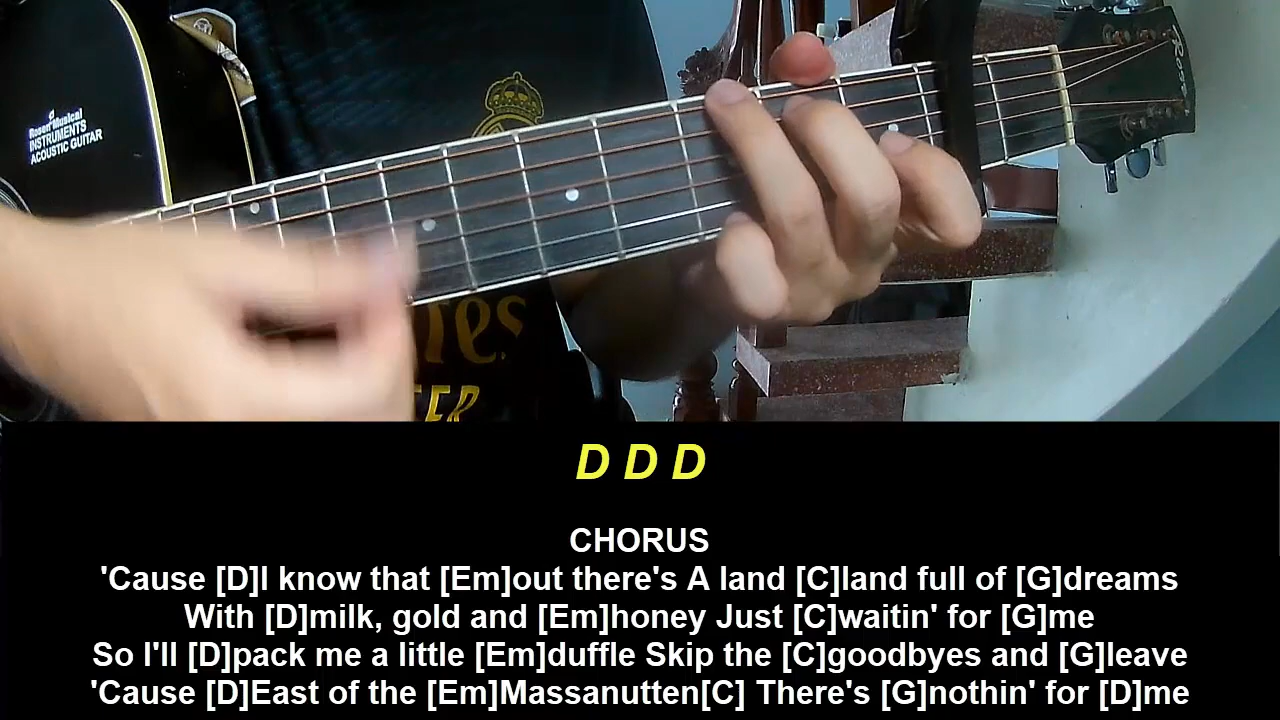 Rosen Musical
INSTRUMENTS
ACOUSTIC GUITAR
D D D
CHORUS
'Cause [D]I know that [Em]out there's A land [C]land full of [G]dreams
With [D]milk, gold and [Em]honey Just [C]waitin' for [G]me
So I'll [D]pack me a little [Em]duffle Skip the [C]goodbyes and [G]leave
'Cause [D]East of the [Em]Massanutten[C] There's [G]nothin' for [D]me